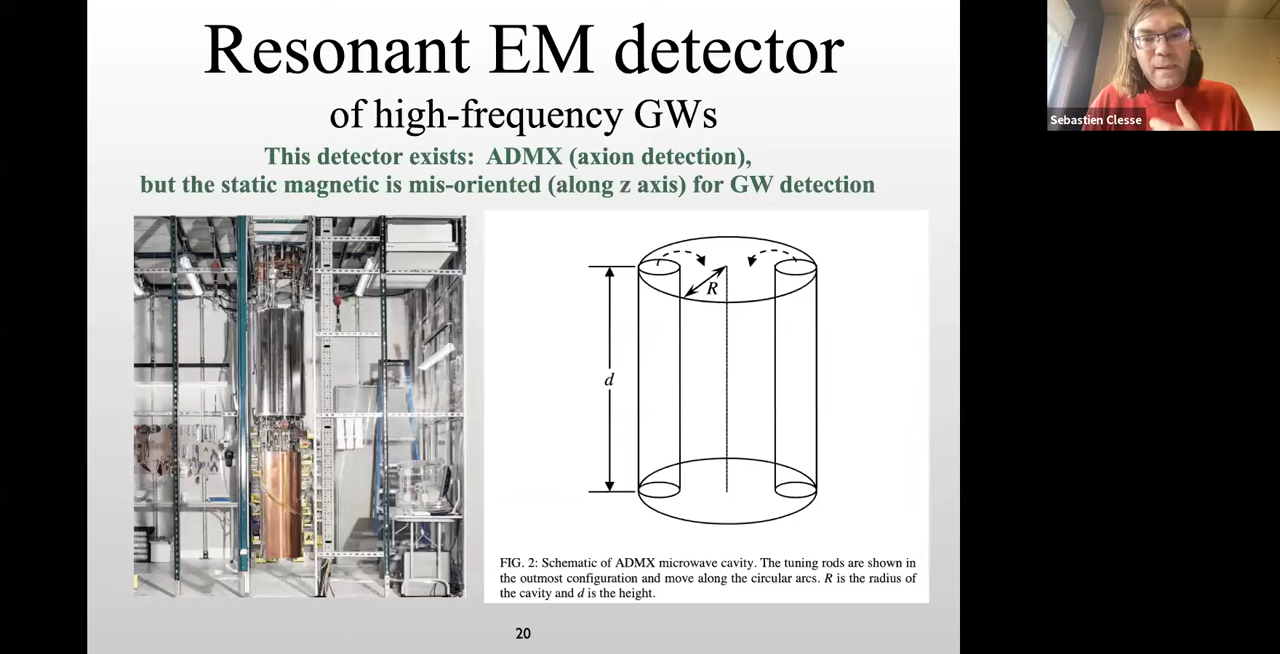 Resonant EM detector
of high-frequency GWs
This detector exists: ADMX (axion detection),
but the static magnetic is mis-oriented (along z axis) for GW detection
R
d
FIG. 2: Schematic of ADMX microwave cavity. The tuning rods are shown in
the outmost configuration and move along the circular arcs. R is the radius of
the cavity and d is the height.
20
Sebastien Clesse